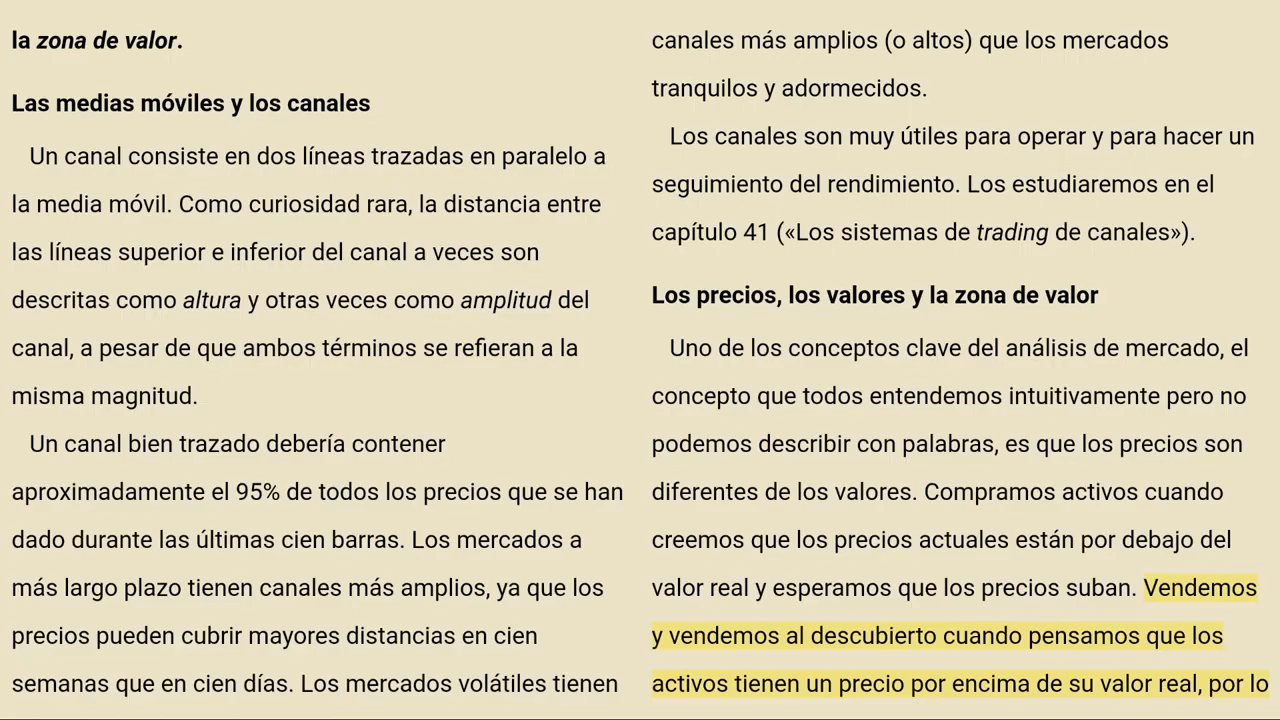 la zona de valor.
Las medias móviles y los canales
Un canal consiste en dos líneas trazadas en paralelo a
la media móvil. Como curiosidad rara, la distancia entre
las líneas superior e inferior del canal a veces son
descritas como altura y otras veces como amplitud del
canal, a pesar de que ambos términos se refieran a la
misma magnitud.
Un canal bien trazado debería contener
aproximadamente el 95% de todos los precios que se han
dado durante las últimas cien barras. Los mercados a
más largo plazo tienen canales más amplios, ya que los
precios pueden cubrir mayores distancias en cien
semanas que en cien días. Los mercados volátiles tienen
canales más amplios (o altos) que los mercados
tranquilos y adormecidos.
Los canales son muy útiles para operar y para hacer un
seguimiento del rendimiento. Los estudiaremos en el
capítulo 41 («Los sistemas de trading de canales»).
Los precios, los valores y la zona de valor
Uno de los conceptos clave del análisis de mercado, el
concepto que todos entendemos intuitivamente pero no
podemos describir con palabras, es que los precios son
diferentes de los valores. Compramos activos cuando
creemos que los precios actuales están por debajo del
valor real y esperamos que los precios suban. Vendemos
y vendemos al descubierto cuando pensamos que los
activos tienen un precio por encima de su valor real, por lo